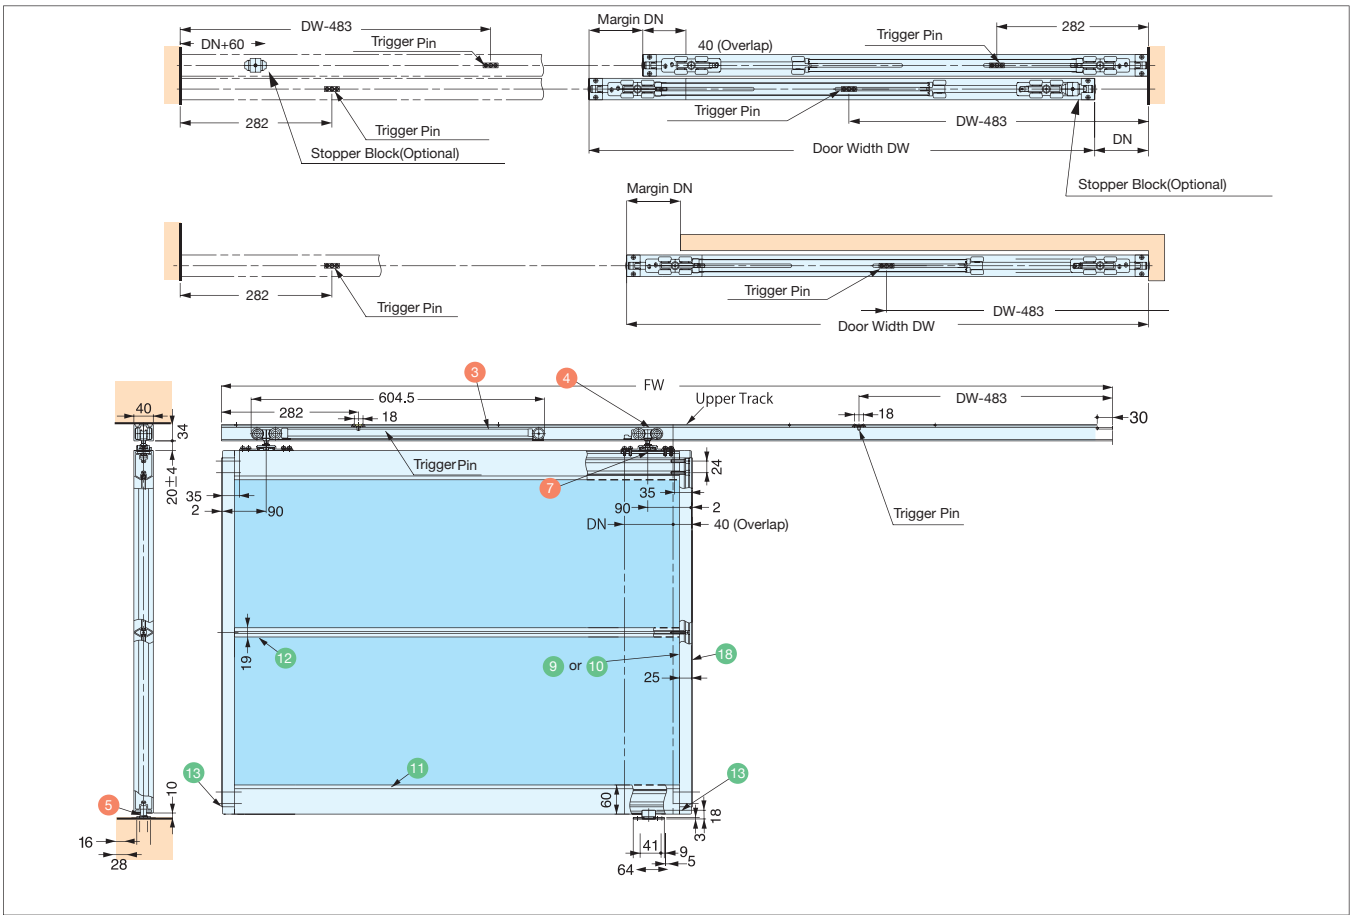 DW-483
DN+60
Trigger Pin
282
Trigger Pin
Stopper Block(Optional)
Margin DN
40 (Overlap)
Trigger Pin
282
Trigger Pin
DW-483
Door Width DW
DN
Stopper Block(Optional)
Margin DN
282
Trigger Pin
Trigger Pin
DW-483
Door Width DW
FW
3
4
604.5
Upper Track
DW-483
282
18
18
30
40
34
20±4
Trigger Pin
7
24
35
2
90
35
90
2
DN
40 (Overlap)
Trigger Pin
19
12
9 or 10
18
25
13
11
13
10
5
60
18
3
16
28
41
9
5
64